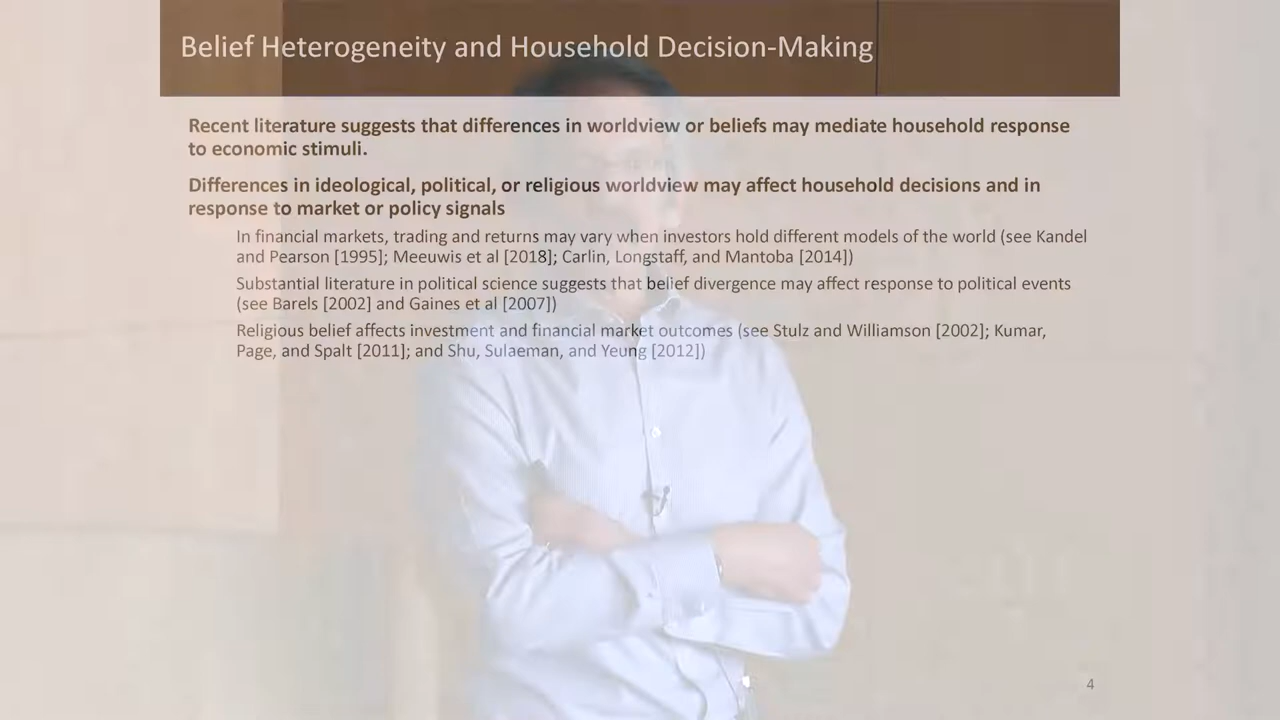 Belief Heterogeneity and Household Decision-Making
Recent literature suggests that differences in worldview or beliefs may mediate household response
to economic stimuli.
Differences in ideological, political, or religious worldview may affect household decisions and in
response to market or policy signals
In financial markets, trading and returns may vary when investors hold different models of the world (see Kandel
and Pearson [1995]; Meeuwis et al [2018]; Carlin, Longstaff, and Mantoba [2014])
Substantial literature in political science suggests that belief divergence may affect response to political events
(see Barels [2002] and Gaines et al [2007])
Religious belief affects investment and financial market outcomes (see Stulz and Williamson [2002]; Kumar,
Page, and Spalt [2011]; and Shu, Sulaeman, and Yeung [2012])
4